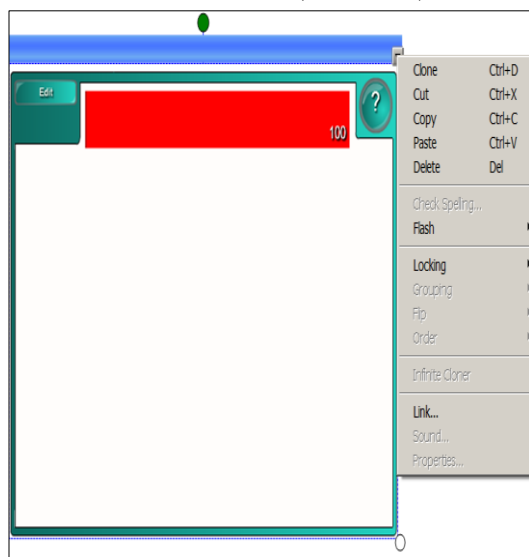 Edit
?
100
Clone Ctrl+D
Cut Ctrl+X
Copy Ctrl+C
Paste Ctrl+V
Delete Del
Check Spelling...
Flash
Locking
Grouping
Flip
Order
Infinite Cloner
Link...
Sound...
Properties...